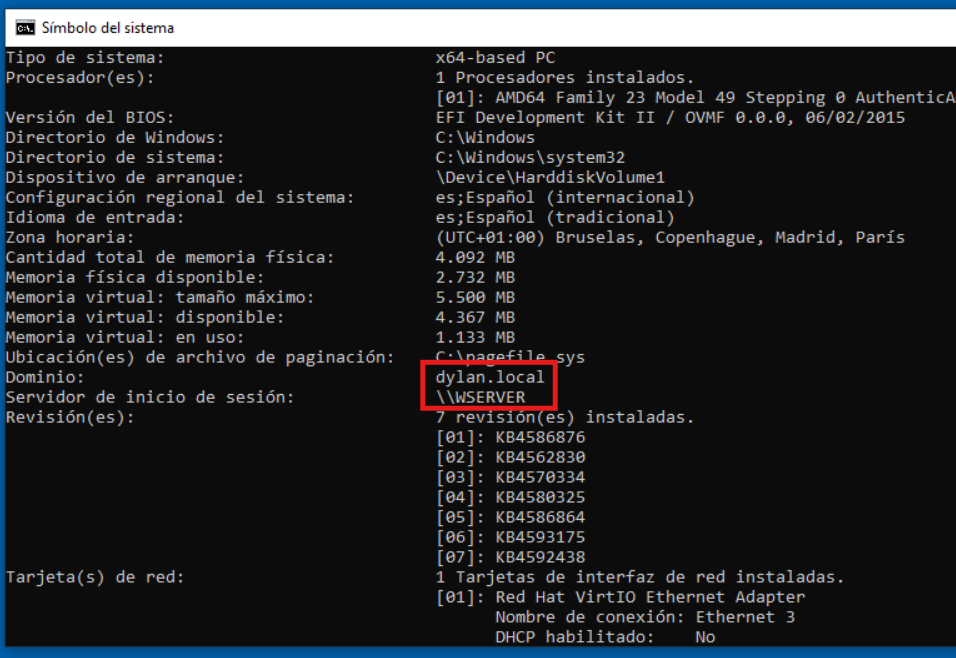 Símbolo del sistema
Tipo de sistema: x64-based PC
Procesador(es): 1 Procesadores instalados.
[01]: AMD64 Family 23 Model 49 Stepping 0 AuthenticA
Versión del BIOS: EFI Development Kit II / OVMF 0.0.0, 06/02/2015
Directorio de Windows: C:\Windows
Directorio de sistema: C:\Windows\system32
Dispositivo de arranque: \Device\HarddiskVolume1
Configuración regional del sistema: es;Español (internacional)
Idioma de entrada: es;Español (tradicional)
Zona horaria: (UTC+01:00) Bruselas, Copenhague, Madrid, París
Cantidad total de memoria física: 4.092 MB
Memoria física disponible: 2.732 MB
Memoria virtual: tamaño máximo: 5.500 MB
Memoria virtual: disponible: 4.367 MB
Memoria virtual: en uso: 1.133 MB
Ubicación(es) de archivo de paginación: C:\pagefile.sys
Dominio: dylan.local
Servidor de inicio de sesión: \\WSERVER
Revisión(es): 7 revisión(es) instaladas.
[01]: KB4586876
[02]: KB4562830
[03]: KB4570334
[04]: KB4580325
[05]: KB4586864
[06]: KB4593175
[07]: KB4592438
Tarjeta(s) de red: 1 Tarjetas de interfaz de red instaladas.
[01]: Red Hat VirtIO Ethernet Adapter
Nombre de conexión: Ethernet 3
DHCP habilitado: No